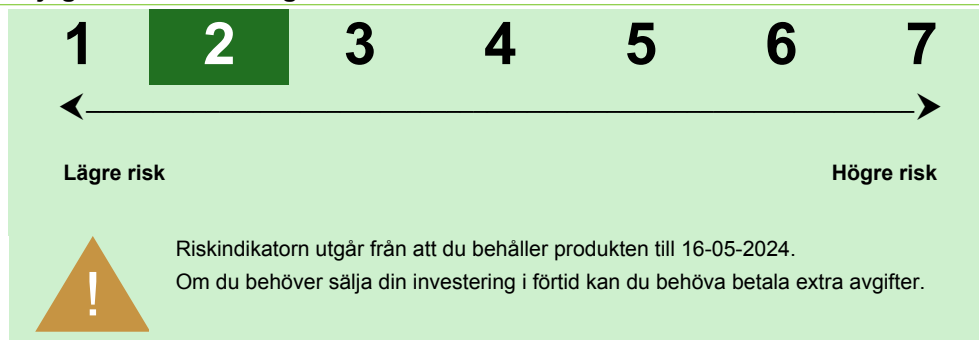 1 2 3 4 5 6 7
Lägre risk Högre risk
!
Riskindikatorn utgår från att du behåller produkten till 16-05-2024.
Om du behöver sälja din investering i förtid kan du behöva betala extra avgifter.